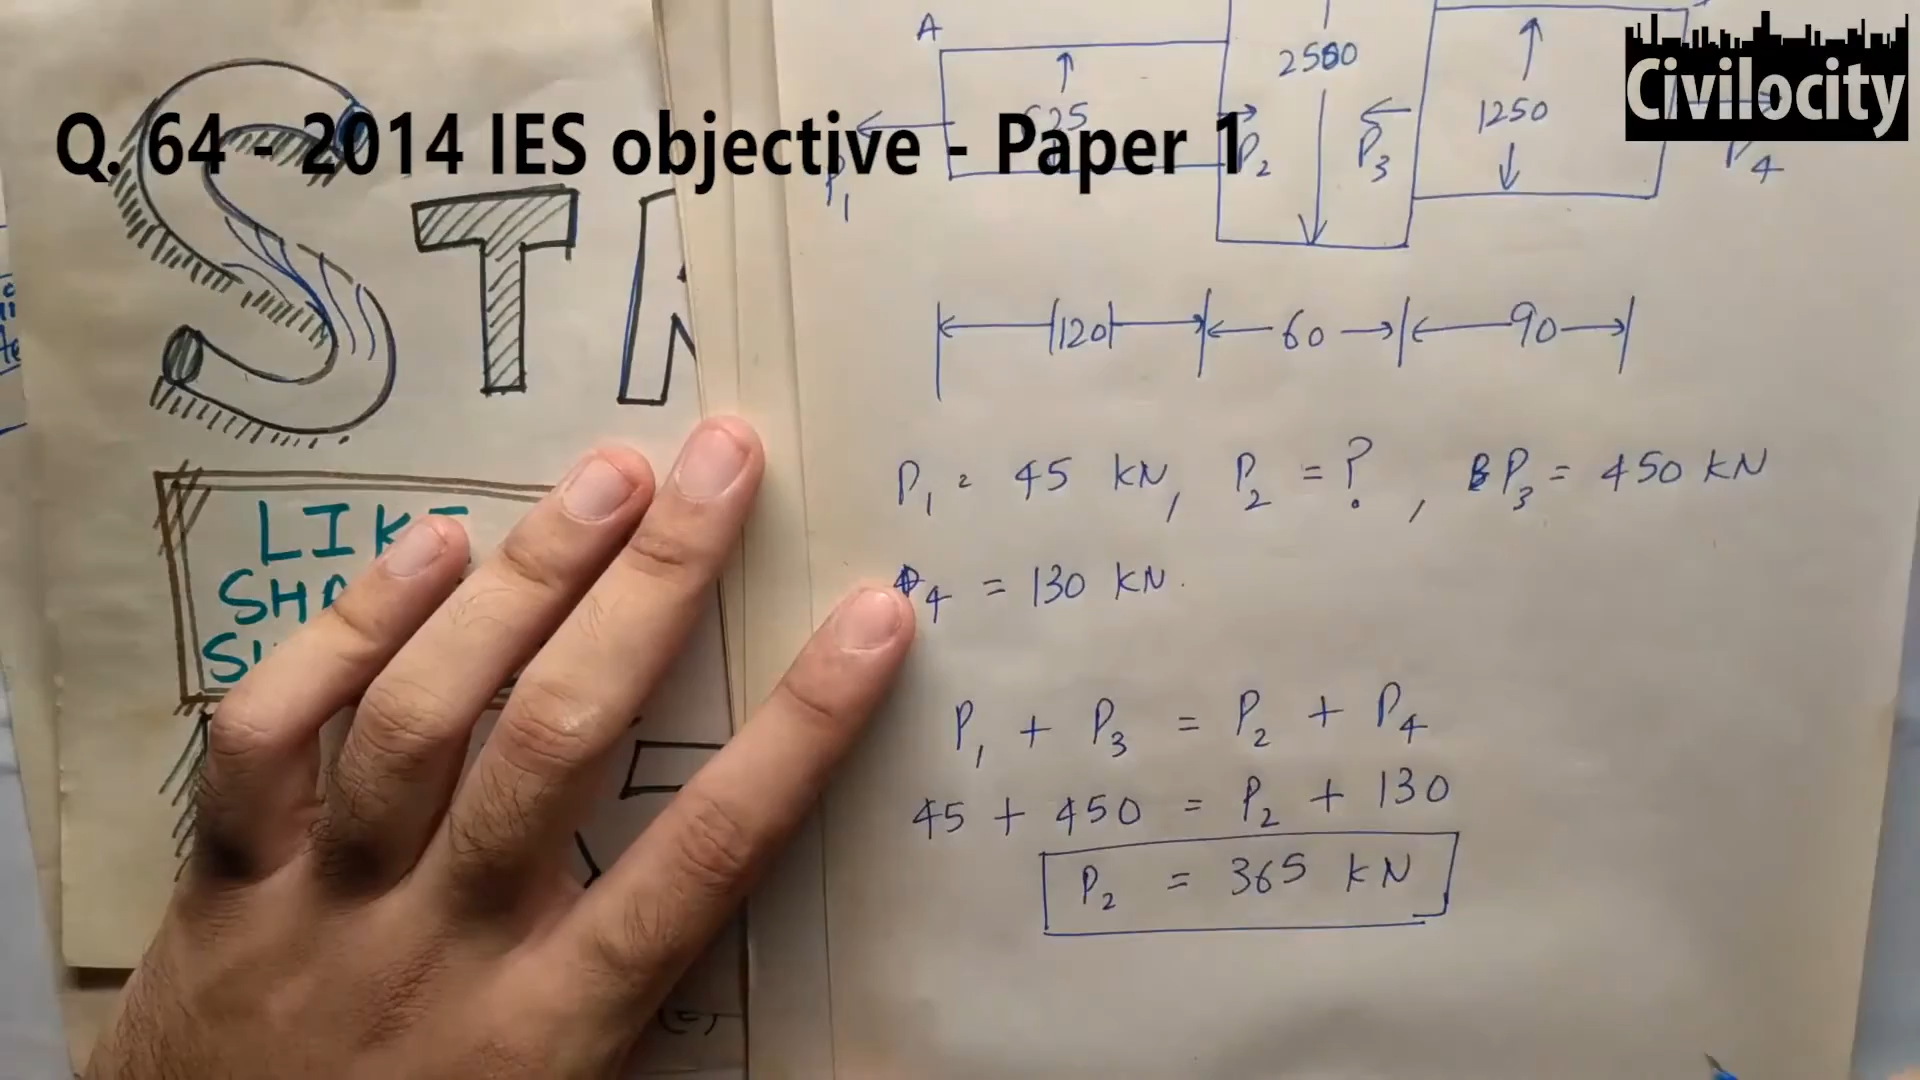 Q. 64 - 2014 IES objective - Paper 1
Civilocity
A
2500
625
1250
P1
P2
P3
P4
120
60
90
P1 = 45 KN, P2 = ?, P3 = 450 KN
P4 = 130 KN.
P1 + P3 = P2 + P4
45 + 450 = P2 + 130
P2 = 365 KN
ST
LIKE
SHA